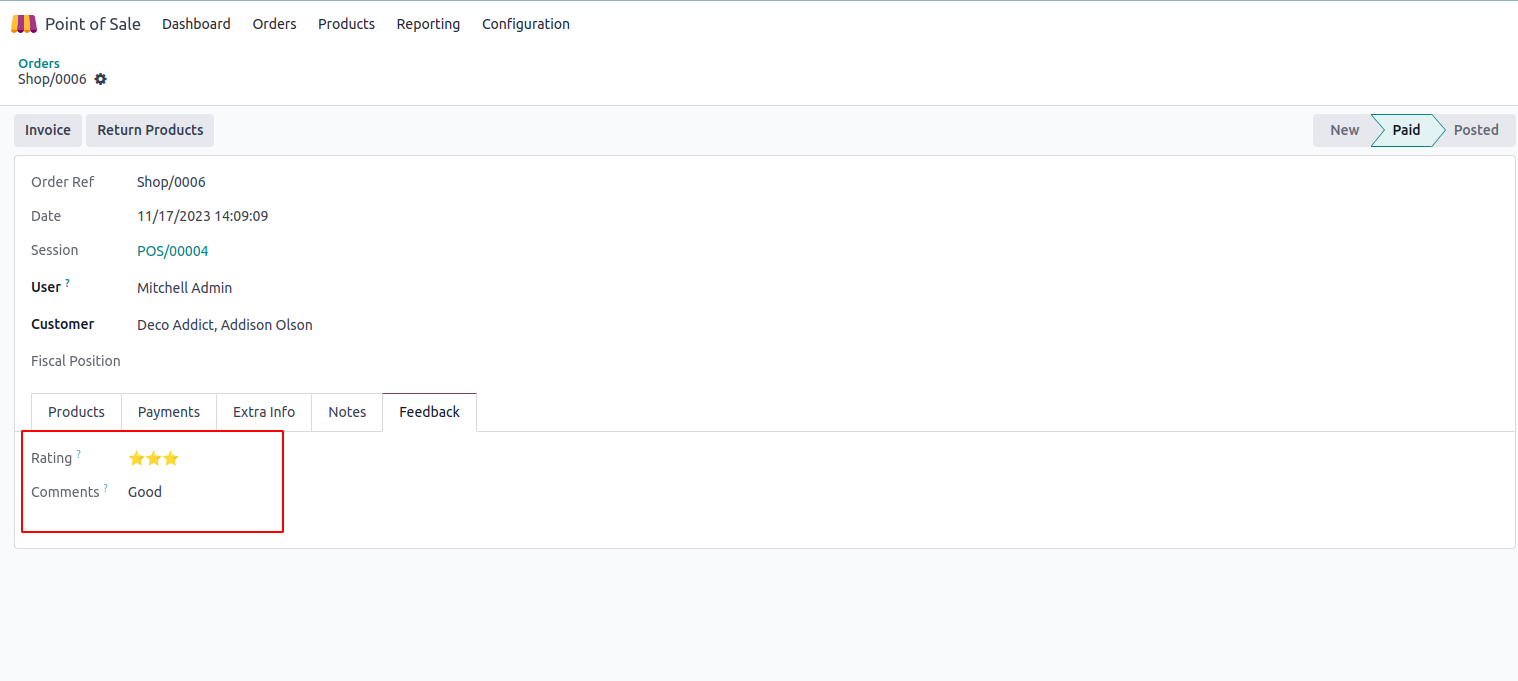 Point of Sale Dashboard Orders Products Reporting Configuration
Orders
Shop/0006
Invoice Return Products New Paid Posted
Order Ref Shop/0006
Date 11/17/2023 14:09:09
Session POS/00004
User ? Mitchell Admin
Customer Deco Addict, Addison Olson
Fiscal Position
Products Payments Extra Info Notes Feedback
Rating ? ⭐⭐⭐
Comments ? Good